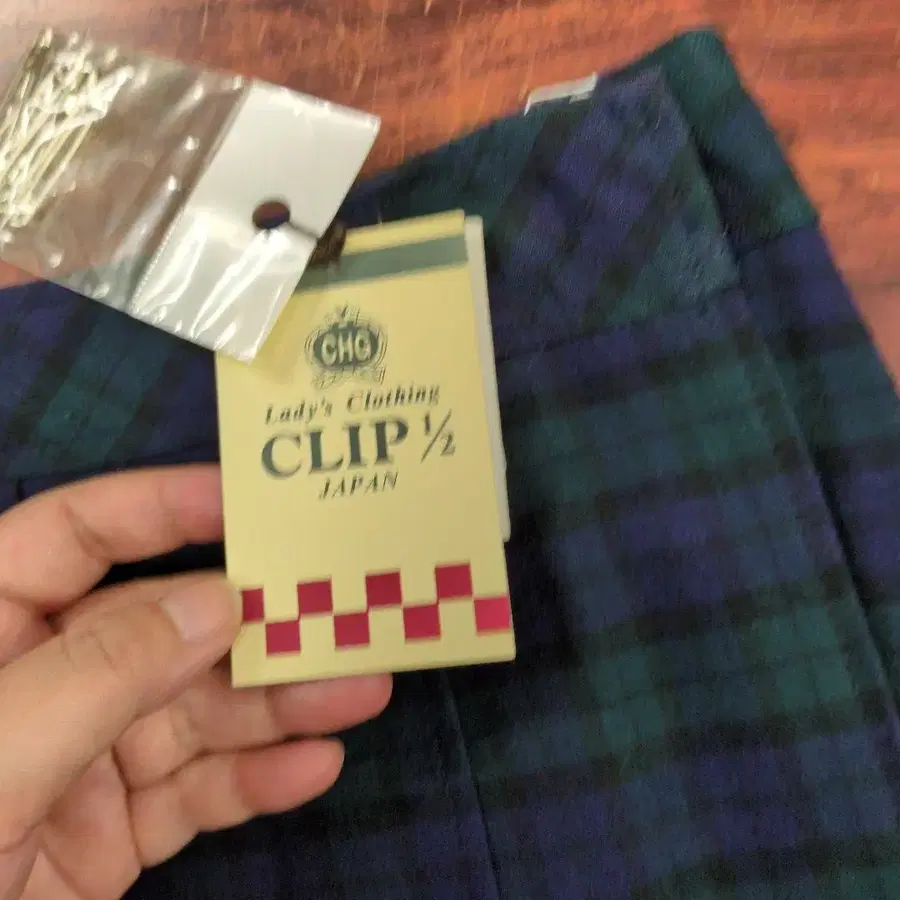 CHG
Lady's Clothing
CLIP 1/2
JAPAN